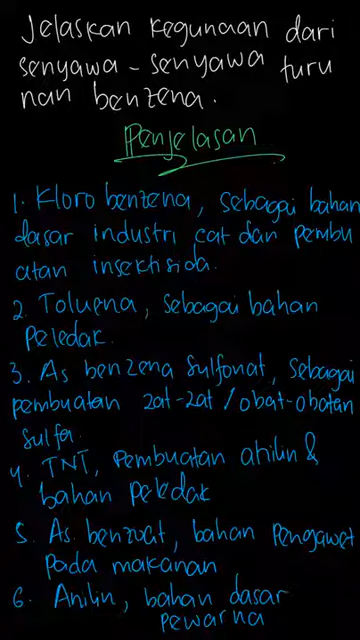 Jelaskan kegunaan dari
senyawa - senyawa turu
nan benzena.
Penjelasan
1. Kloro benzena, sebagai bahan
dasar industri cat dan pembu
atan insektisida.
2. Toluena, sebagai bahan
peledak.
3. As benzena sulfonat, sebagai
pembuatan zat-zat / obat-obatan
sulfa.
4. TNT, pembuatan anilin &
bahan peledak
5. As. benzoat, bahan pengawet
pada makanan
6. Anilin, bahan dasar
pewarna